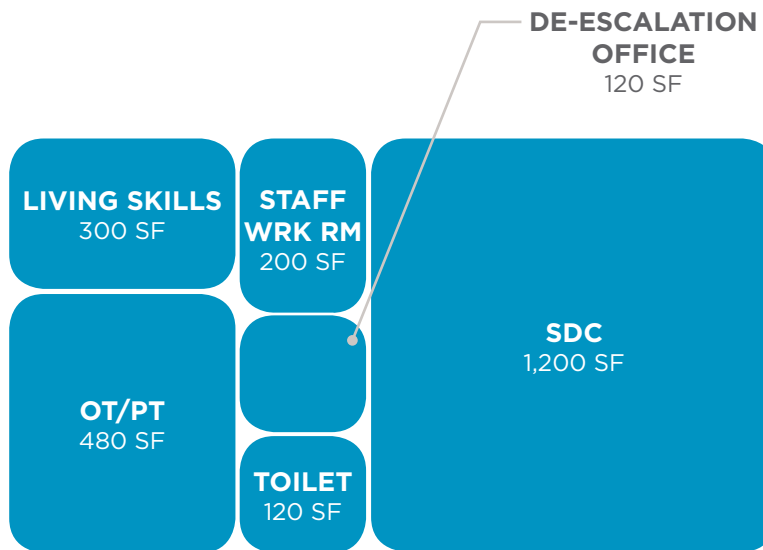 DE-ESCALATION
OFFICE
120 SF
LIVING SKILLS
300 SF
STAFF
WRK RM
200 SF
SDC
1,200 SF
OT/PT
480 SF
TOILET
120 SF